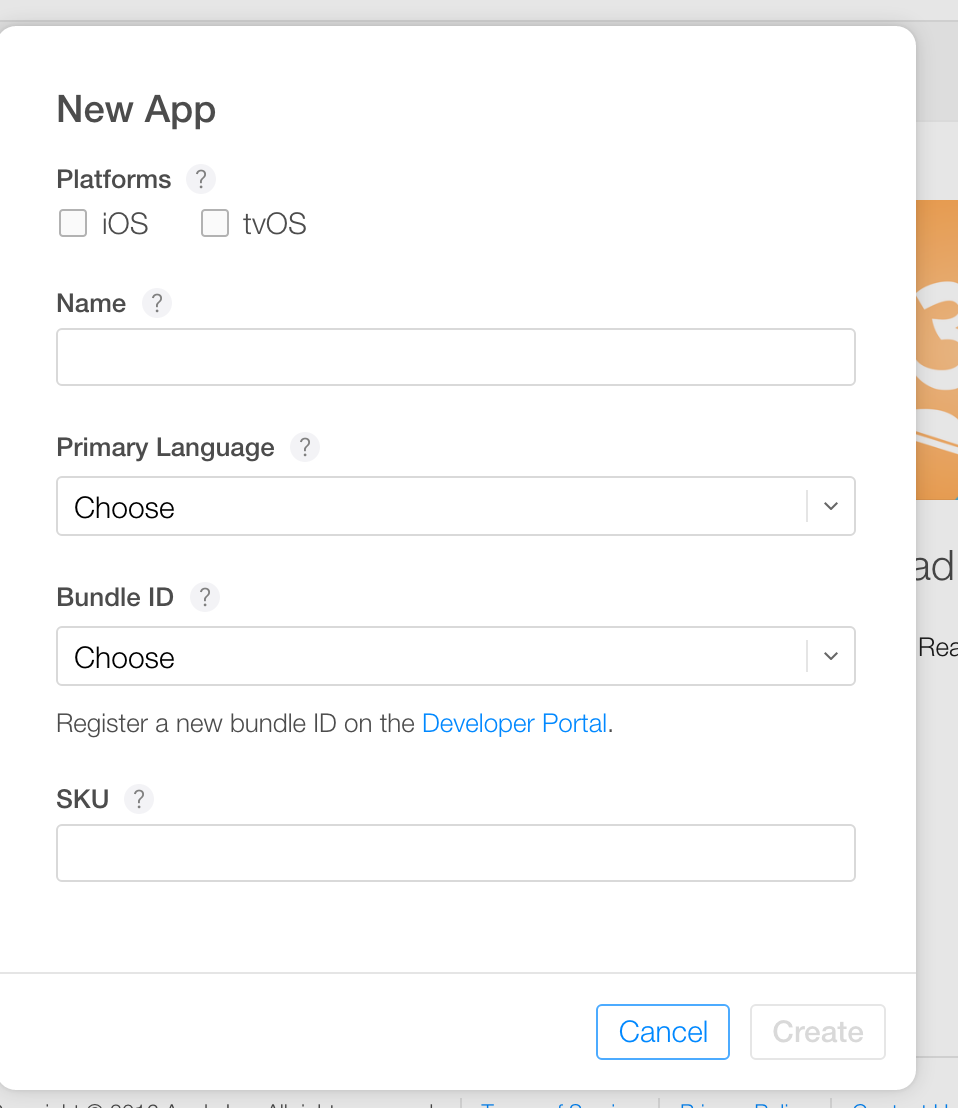 New App
Platforms ?
iOS tvOS
Name ?
Primary Language ?
Choose
Bundle ID ?
Choose
Register a new bundle ID on the Developer Portal.
SKU ?
Cancel Create
3
ad
Rea